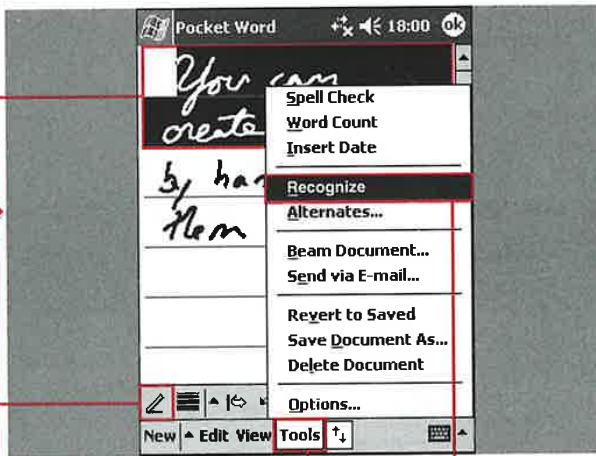 Pocket Word 18:00 ok
You can
create
by han
them
Spell Check
Word Count
Insert Date
Recognize
Alternates...
Beam Document...
Send via E-mail...
Revert to Saved
Save Document As...
Delete Document
Options...
New Edit View Tools